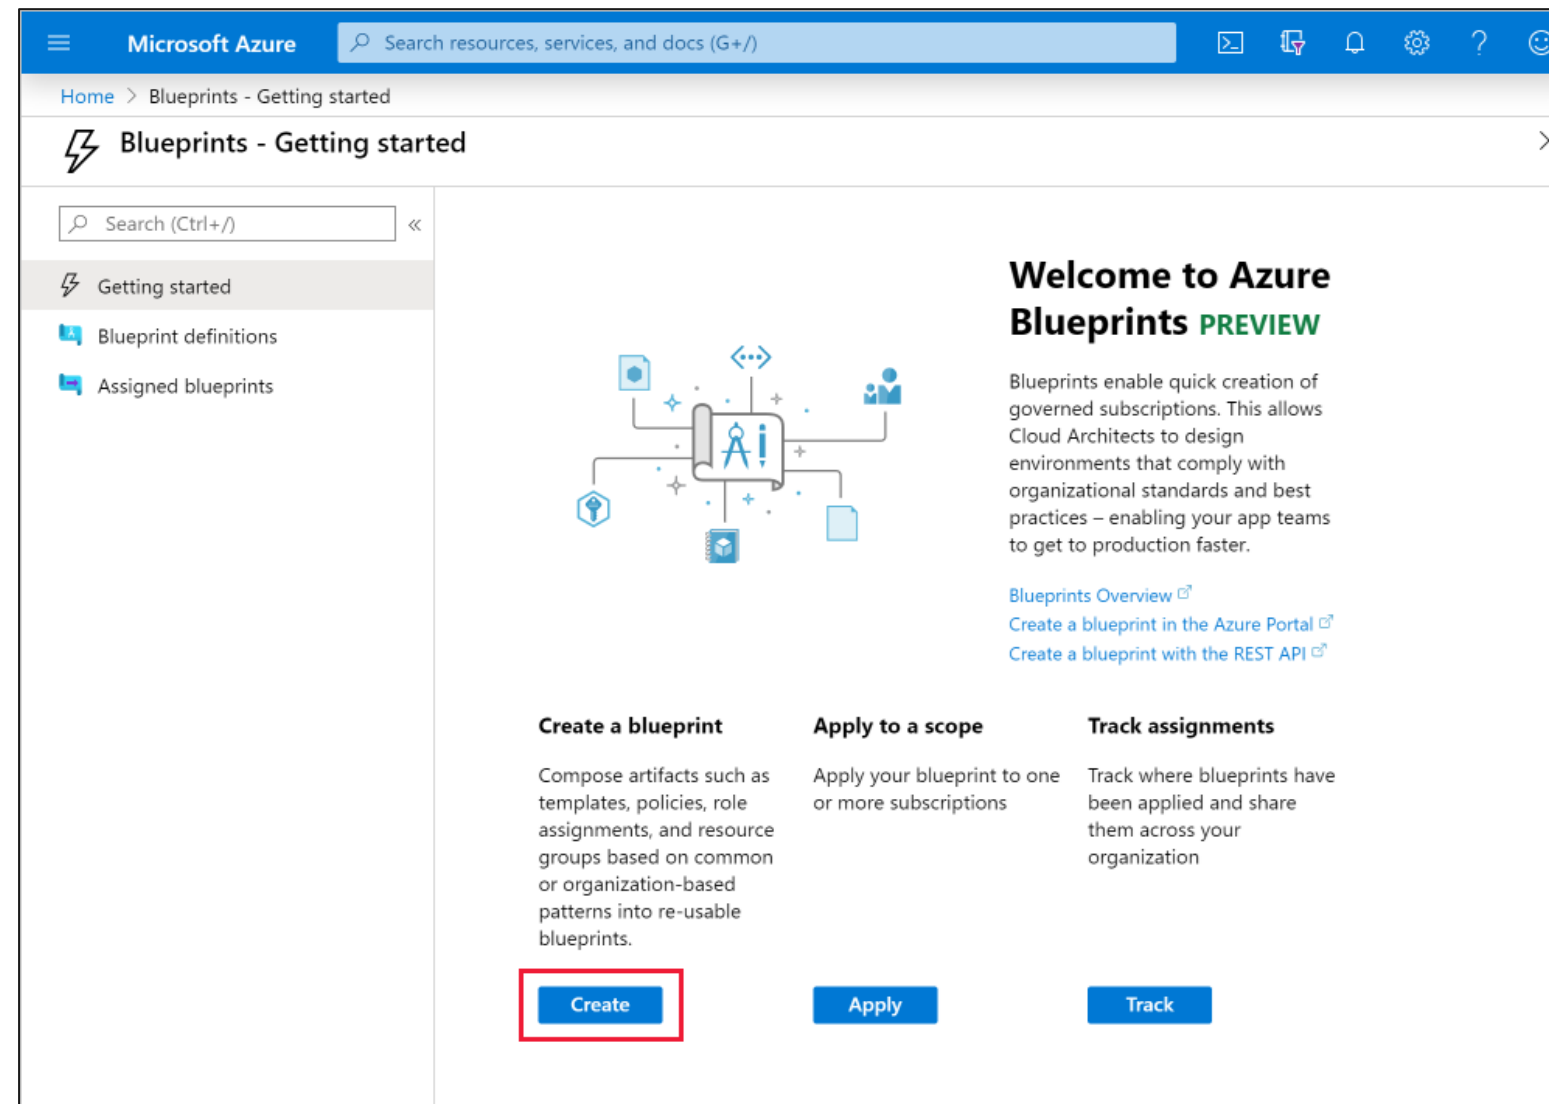 Microsoft Azure
Search resources, services, and docs (G+/)
Home > Blueprints - Getting started
Blueprints - Getting started
Search (Ctrl+/)
Getting started
Blueprint definitions
Assigned blueprints
Welcome to Azure
Blueprints PREVIEW
Blueprints enable quick creation of
governed subscriptions. This allows
Cloud Architects to design
environments that comply with
organizational standards and best
practices – enabling your app teams
to get to production faster.
Blueprints Overview
Create a blueprint in the Azure Portal
Create a blueprint with the REST API
Create a blueprint
Compose artifacts such as
templates, policies, role
assignments, and resource
groups based on common
or organization-based
patterns into re-usable
blueprints.
Create
Apply to a scope
Apply your blueprint to one
or more subscriptions
Apply
Track assignments
Track where blueprints have
been applied and share
them across your
organization
Track